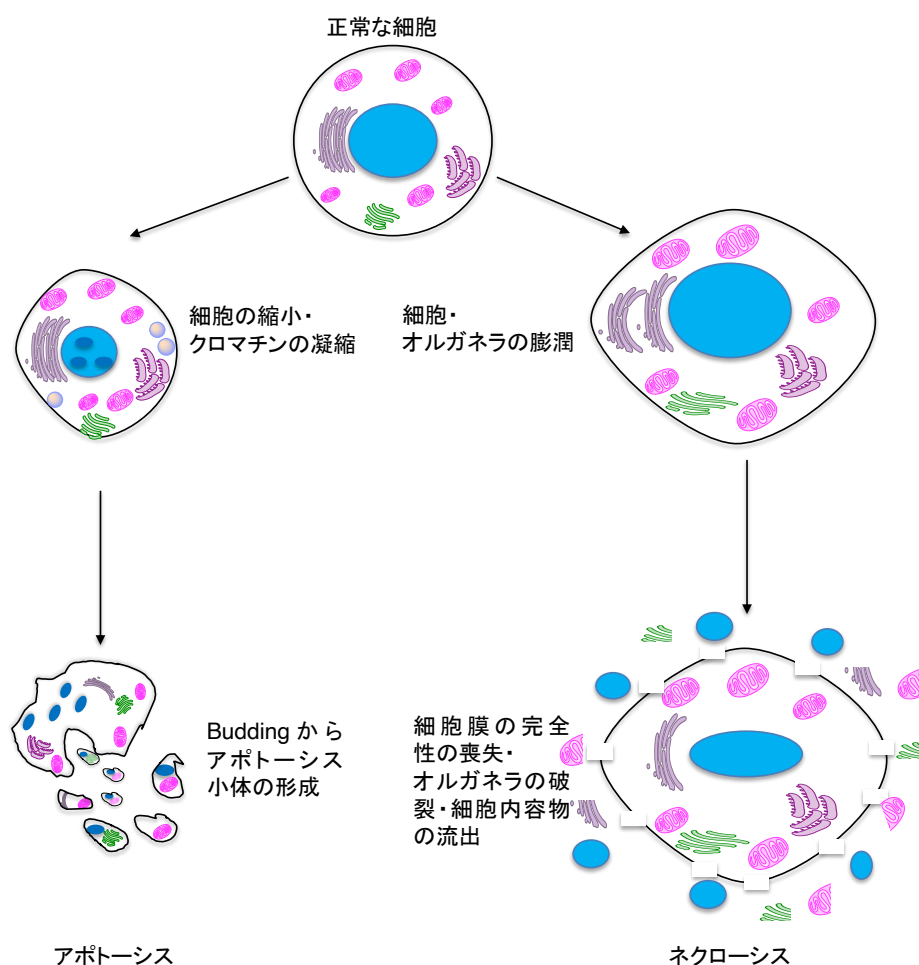 正常な細胞
細胞の縮小・
クロマチンの凝縮
細胞・
オルガネラの膨潤
Budding から
アポトーシス
小体の形成
細胞膜の完全
性の喪失・
オルガネラの破
裂・細胞内容物
の流出
アポトーシス
ネクローシス